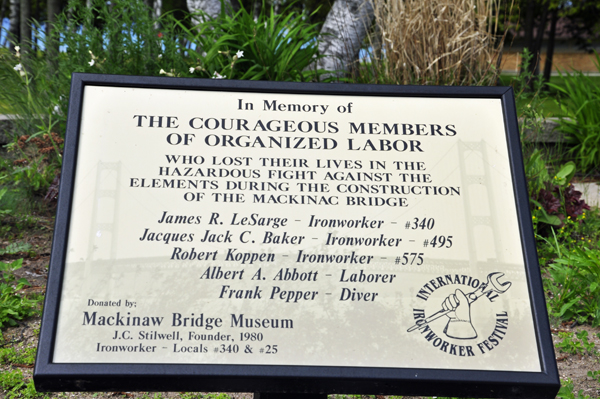 In Memory of
THE COURAGEOUS MEMBERS
OF ORGANIZED LABOR
WHO LOST THEIR LIVES IN THE
HAZARDOUS FIGHT AGAINST THE
ELEMENTS DURING THE CONSTRUCTION
OF THE MACKINAC BRIDGE
James R. LeSarge - Ironworker - #340
Jacques Jack C. Baker - Ironworker - #495
Robert Koppen - Ironworker - #575
Albert A. Abbott - Laborer
Frank Pepper - Diver
Donated by:
Mackinaw Bridge Museum
J.C. Stilwell, Founder, 1980
Ironworker - Locals #340 & #25
INTERNATIONAL
IRONWORKER FESTIVAL